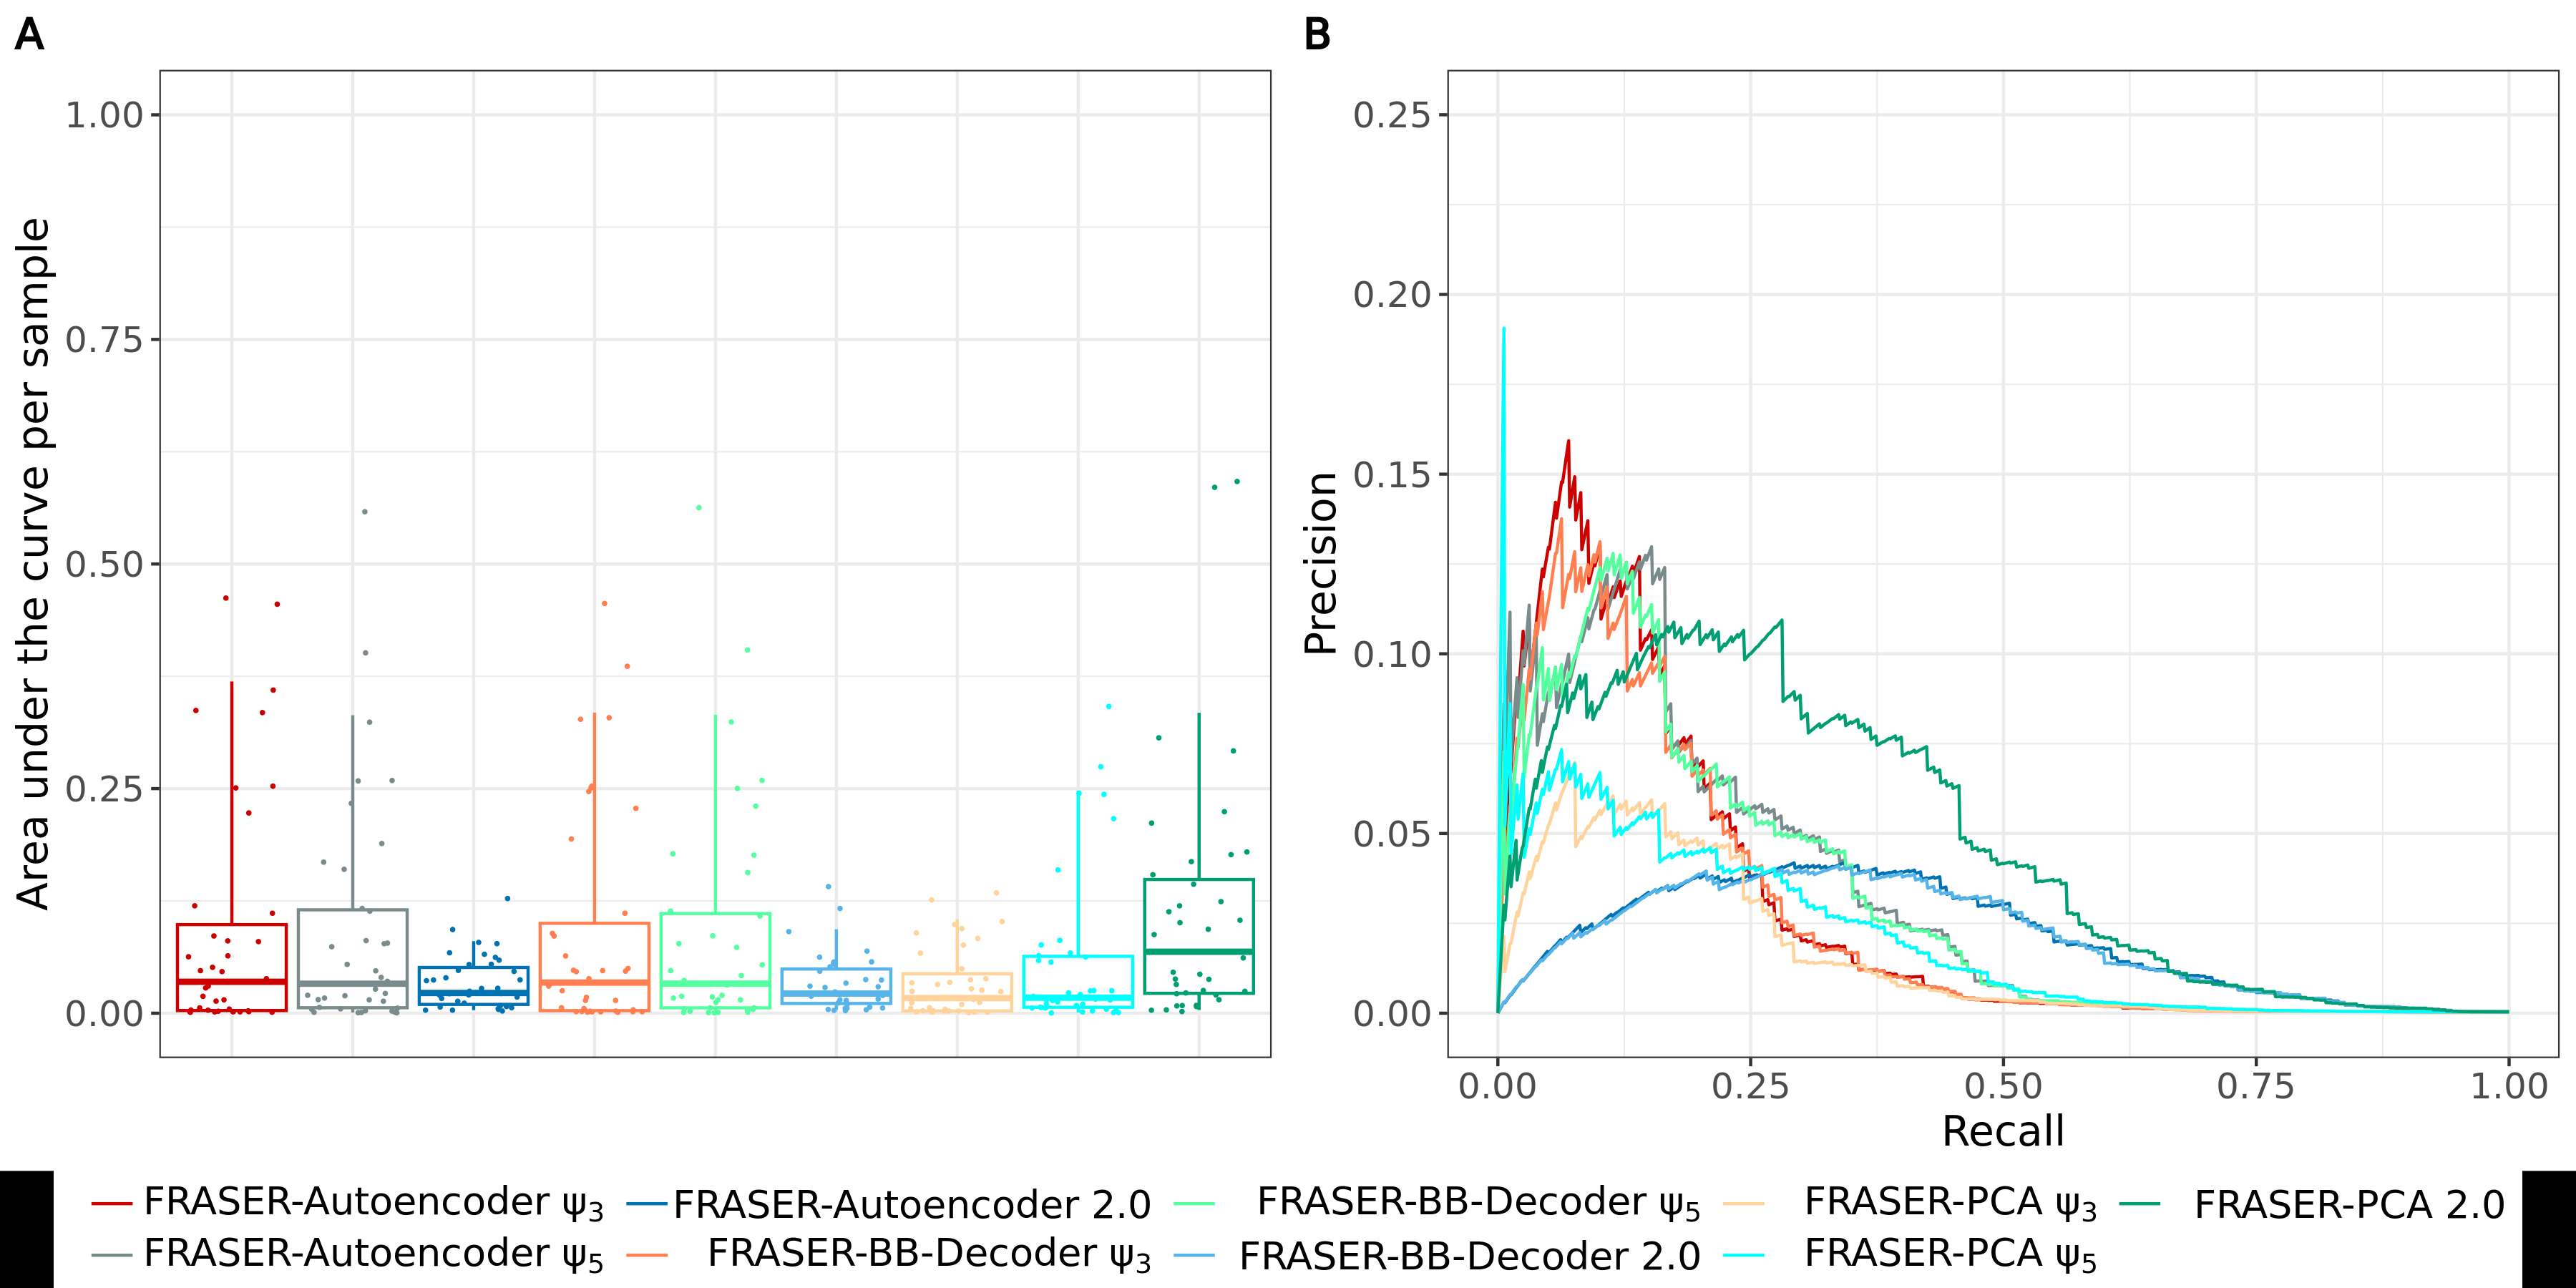 A
Area under the curve per sample
1.00
0.75
0.50
0.25
0.00
B
Precision
0.25
0.20
0.15
0.10
0.05
0.00
0.00 0.25 0.50 0.75 1.00
Recall
FRASER-Autoencoder ψ3 FRASER-Autoencoder 2.0 FRASER-BB-Decoder ψ5 FRASER-PCA ψ3 FRASER-PCA 2.0
FRASER-Autoencoder ψ5 FRASER-BB-Decoder ψ3 FRASER-BB-Decoder 2.0 FRASER-PCA ψ5